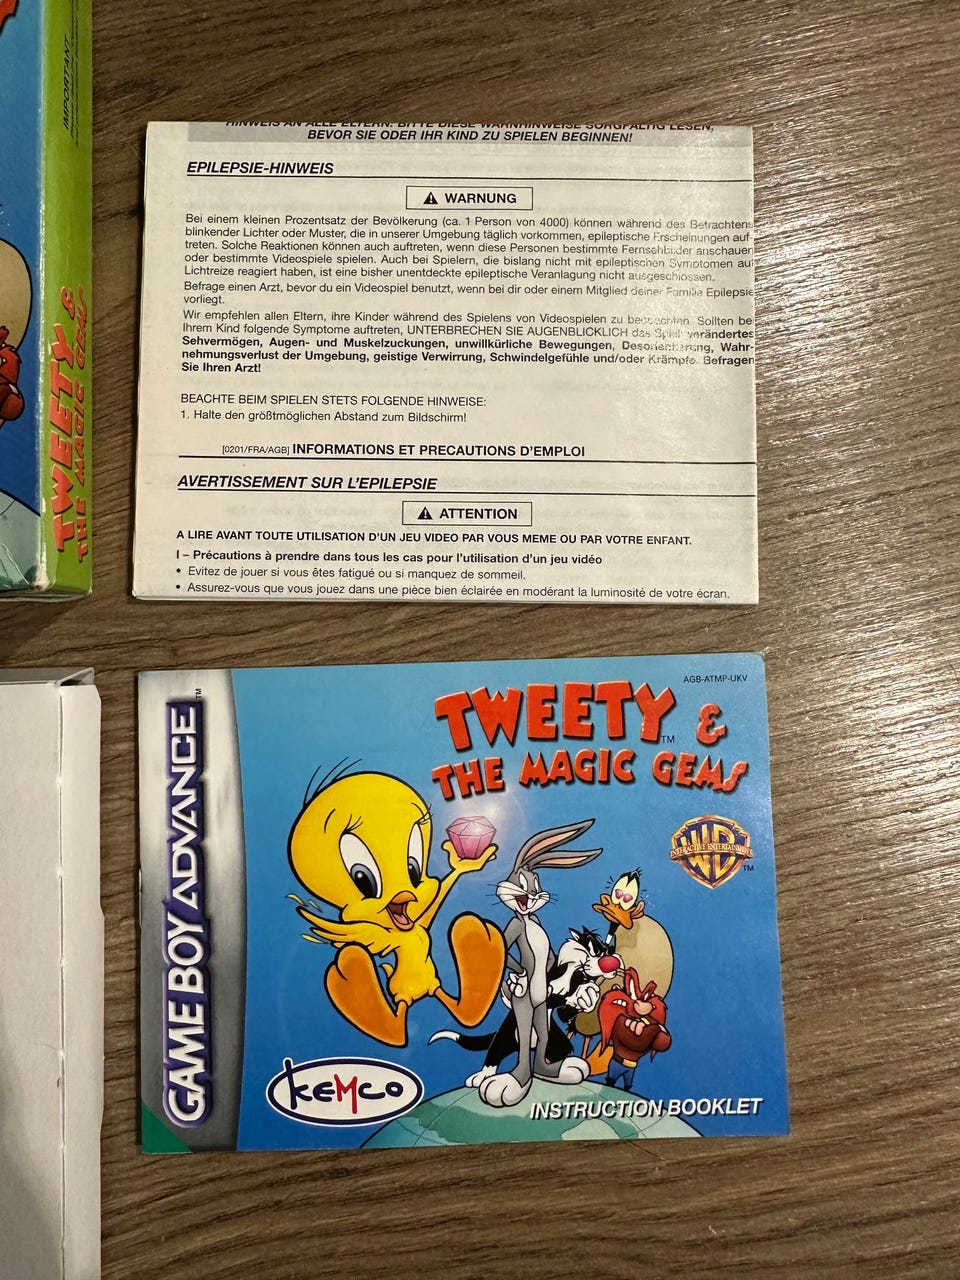 IMPORTANT
TWEETY &
THE MAGIC GEMS
HINWEIS AN ALLE ELTERN: BITTE DIESE WARNHINWEISE SORGFÄLTIG LESEN,
BEVOR SIE ODER IHR KIND ZU SPIELEN BEGINNEN!
EPILEPSIE-HINWEIS
WARNUNG
Bei einem kleinen Prozentsatz der Bevölkerung (ca. 1 Person von 4000) können während des Betrachtens
blinkender Lichter oder Muster, die in unserer Umgebung täglich vorkommen, epileptische Erscheinungen auf-
treten. Solche Reaktionen können auch auftreten, wenn diese Personen bestimmte Fernsehbilder anschauen
oder bestimmte Videospiele spielen. Auch bei Spielern, die bislang nicht mit epileptischen Symptomen auf
Lichtreize reagiert haben, ist eine bisher unentdeckte epileptische Veranlagung nicht ausgeschlossen.
Befrage einen Arzt, bevor du ein Videospiel benutzt, wenn bei dir oder einem Mitglied deiner Familie Epilepsie
vorliegt.
Wir empfehlen allen Eltern, ihre Kinder während des Spielens von Videospielen zu beobachten. Sollten be
Ihrem Kind folgende Symptome auftreten, UNTERBRECHEN SIE AUGENBLICKLICH das Spiel: verändertes
Sehvermögen, Augen- und Muskelzuckungen, unwillkürliche Bewegungen, Desorientierung, Wahr-
nehmungsverlust der Umgebung, geistige Verwirrung, Schwindelgefühle und/oder Krämpfe. Befragen
Sie Ihren Arzt!
BEACHTE BEIM SPIELEN STETS FOLGENDE HINWEISE:
1. Halte den größtmöglichen Abstand zum Bildschirm!
[0201/FRA/AGB] INFORMATIONS ET PRECAUTIONS D'EMPLOI
AVERTISSEMENT SUR L'EPILEPSIE
ATTENTION
A LIRE AVANT TOUTE UTILISATION D'UN JEU VIDEO PAR VOUS MEME OU PAR VOTRE ENFANT.
I – Précautions à prendre dans tous les cas pour l'utilisation d'un jeu vidéo
• Evitez de jouer si vous êtes fatigué ou si manquez de sommeil.
• Assurez-vous que vous jouez dans une pièce bien éclairée en modérant la luminosité de votre écran.
AGB-ATMP-UKV
GAME BOY ADVANCE™
TWEETY™ &
THE MAGIC GEMS
WB
INTERACTIVE ENTERTAINMENT
TM
KEMCO
INSTRUCTION BOOKLET